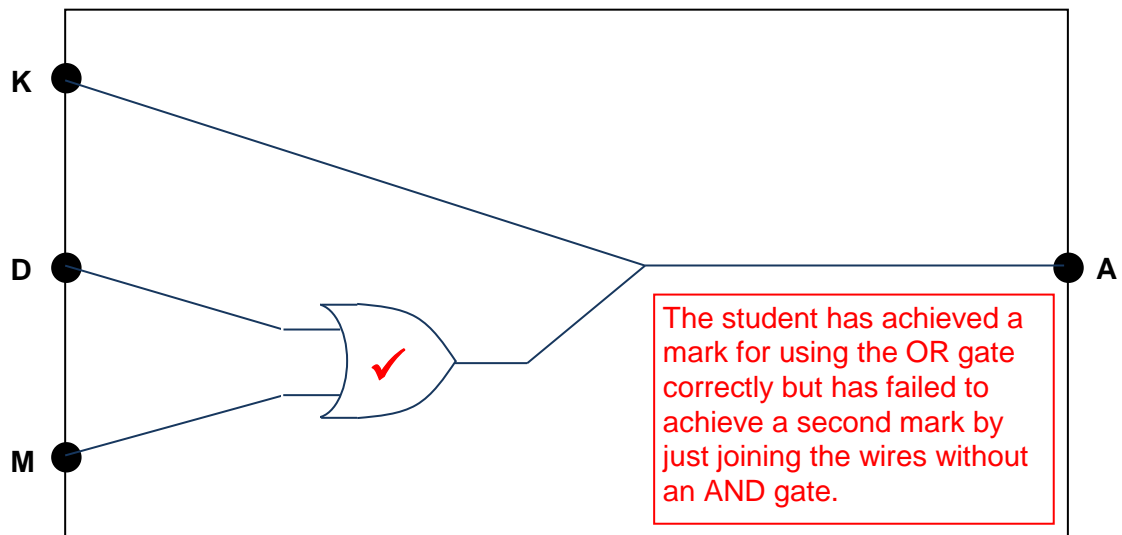 K
D
A
The student has achieved a
mark for using the OR gate
correctly but has failed to
achieve a second mark by
just joining the wires without
an AND gate.
M